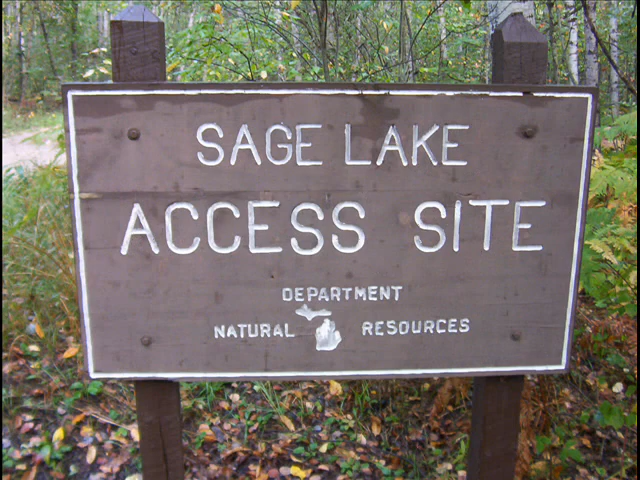 SAGE LAKE
ACCESS SITE
DEPARTMENT
NATURAL RESOURCES